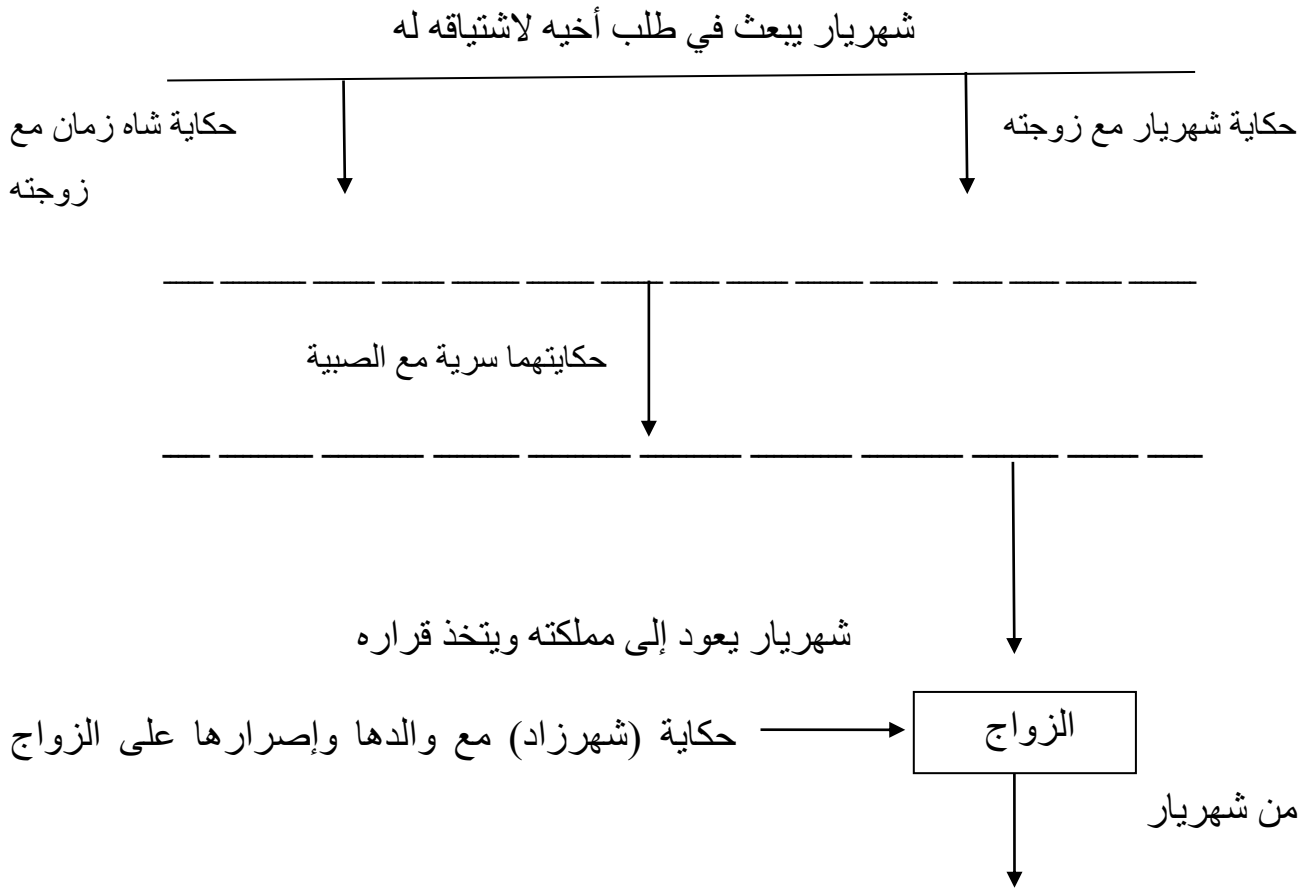 شهريار يبعث في طلب أخيه لاشتياقه له
حكاية شهريار مع زوجته
حكاية شاه زمان مع
زوجته
حكايتهما سرية مع الصبية
شهريار يعود إلى مملكته ويتخذ قراره
الزواج
حكاية (شهرزاد) مع والدها وإصرارها على الزواج
من شهريار